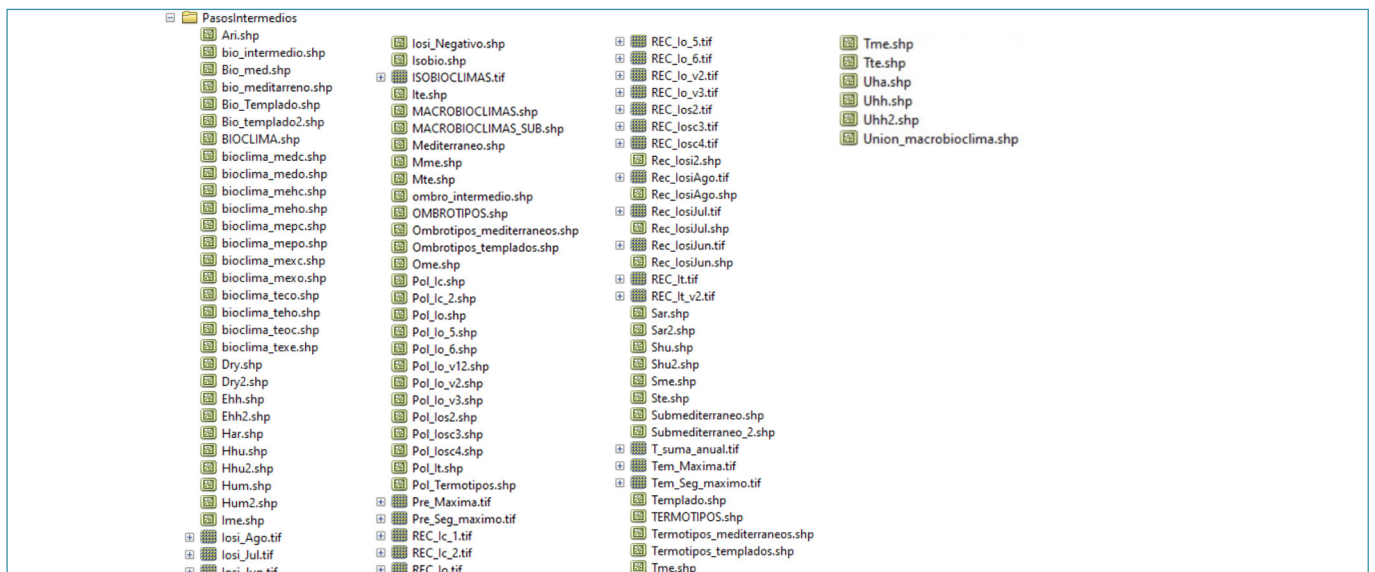 PasosIntermedios
Ari.shp
bio_intermedio.shp
Bio_med.shp
bio_meditarreno.shp
Bio_Templado.shp
Bio_templado2.shp
BIOCLIMA.shp
bioclima_medc.shp
bioclima_medo.shp
bioclima_mehc.shp
bioclima_meho.shp
bioclima_mepc.shp
bioclima_mepo.shp
bioclima_mexc.shp
bioclima_mexo.shp
bioclima_teco.shp
bioclima_teho.shp
bioclima_teoc.shp
bioclima_texe.shp
Dry.shp
Dry2.shp
Ehh.shp
Ehh2.shp
Har.shp
Hhu.shp
Hhu2.shp
Hum.shp
Hum2.shp
Ime.shp
Iosi_Ago.tif
Iosi_Jul.tif
Iosi_Jun.tif
Iosi_Negativo.shp
Isobio.shp
ISOBIOCLIMAS.tif
Ite.shp
MACROBIOCLIMAS.shp
MACROBIOCLIMAS_SUB.shp
Mediterraneo.shp
Mme.shp
Mte.shp
ombro_intermedio.shp
OMBROTIPOS.shp
Ombrotipos_mediterraneos.shp
Ombrotipos_templados.shp
Ome.shp
Pol_Ic.shp
Pol_Ic_2.shp
Pol_Io.shp
Pol_Io_5.shp
Pol_Io_6.shp
Pol_Io_v12.shp
Pol_Io_v2.shp
Pol_Io_v3.shp
Pol_Ios2.shp
Pol_Iosc3.shp
Pol_Iosc4.shp
Pol_It.shp
Pol_Termotipos.shp
Pre_Maxima.tif
Pre_Seg_maximo.tif
REC_Ic_1.tif
REC_Ic_2.tif
REC_Io.tif
REC_Io_5.tif
REC_Io_6.tif
REC_Io_v2.tif
REC_Io_v3.tif
REC_Ios2.tif
REC_Iosc3.tif
REC_Iosc4.tif
Rec_Iosi2.shp
Rec_IosiAgo.tif
Rec_IosiAgo.shp
Rec_IosiJul.tif
Rec_IosiJul.shp
Rec_IosiJun.tif
Rec_IosiJun.shp
REC_It.tif
REC_It_v2.tif
Sar.shp
Sar2.shp
Shu.shp
Shu2.shp
Sme.shp
Ste.shp
Submediterraneo.shp
Submediterraneo_2.shp
T_suma_anual.tif
Tem_Maxima.tif
Tem_Seg_maximo.tif
Templado.shp
TERMOTIPOS.shp
Termotipos_mediterraneos.shp
Termotipos_templados.shp
Tme.shp
Tme.shp
Tte.shp
Uha.shp
Uhh.shp
Uhh2.shp
Union_macrobioclima.shp